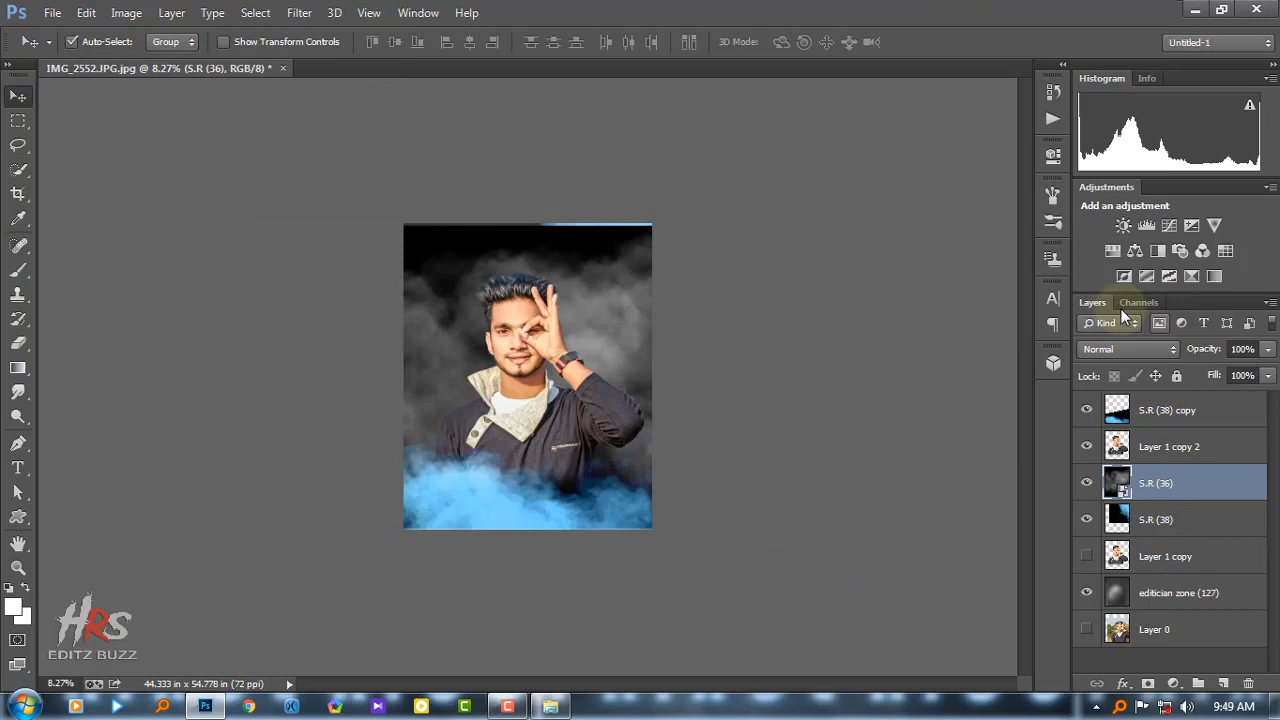 Ps File Edit Image Layer Type Select Filter 3D View Window Help
Auto-Select: Group Show Transform Controls 3D Mode: Untitled-1
IMG_2552.JPG.jpg @ 8.27% (S.R (36), RGB/8) * ×
Histogram Info
Adjustments
Add an adjustment
Layers Channels
Kind
Normal Opacity: 100%
Lock: Fill: 100%
S.R (38) copy
Layer 1 copy 2
S.R (36)
S.R (38)
Layer 1 copy
editician zone (127)
Layer 0
HRS
EDITZ BUZZ
8.27% 44.333 in x 54.778 in (72 ppi)
Ps 9:49 AM